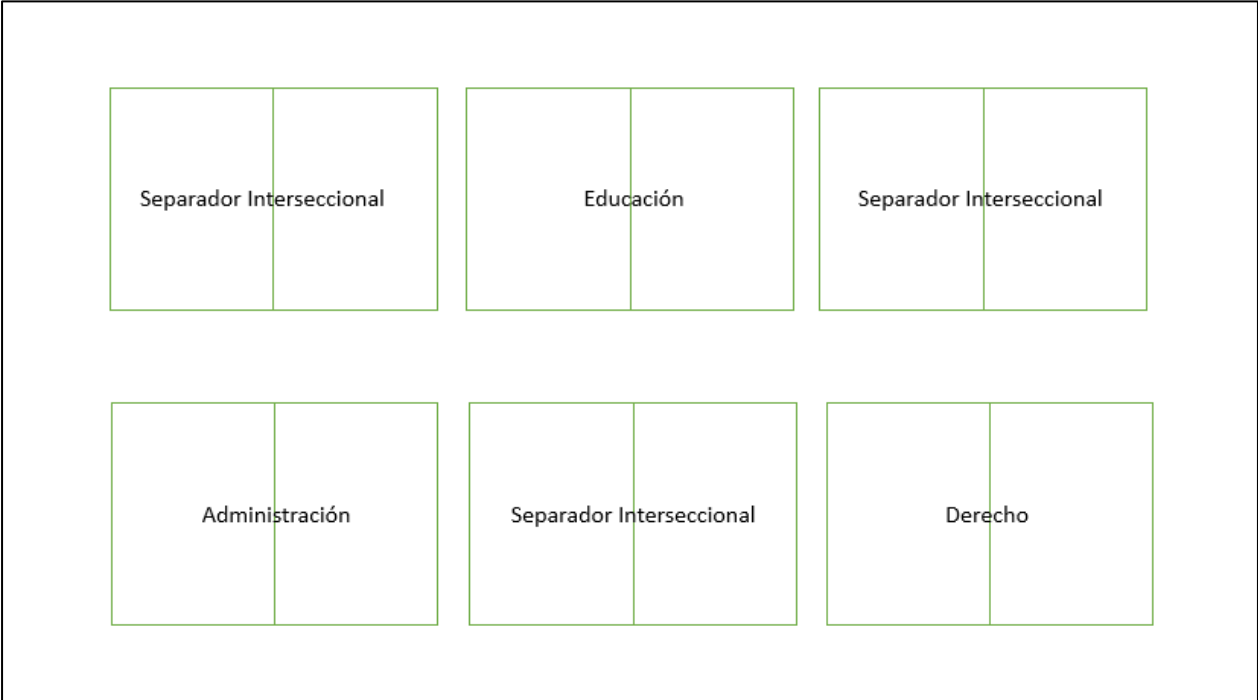 Separador Interseccional
Educación
Separador Interseccional
Administración
Separador Interseccional
Derecho